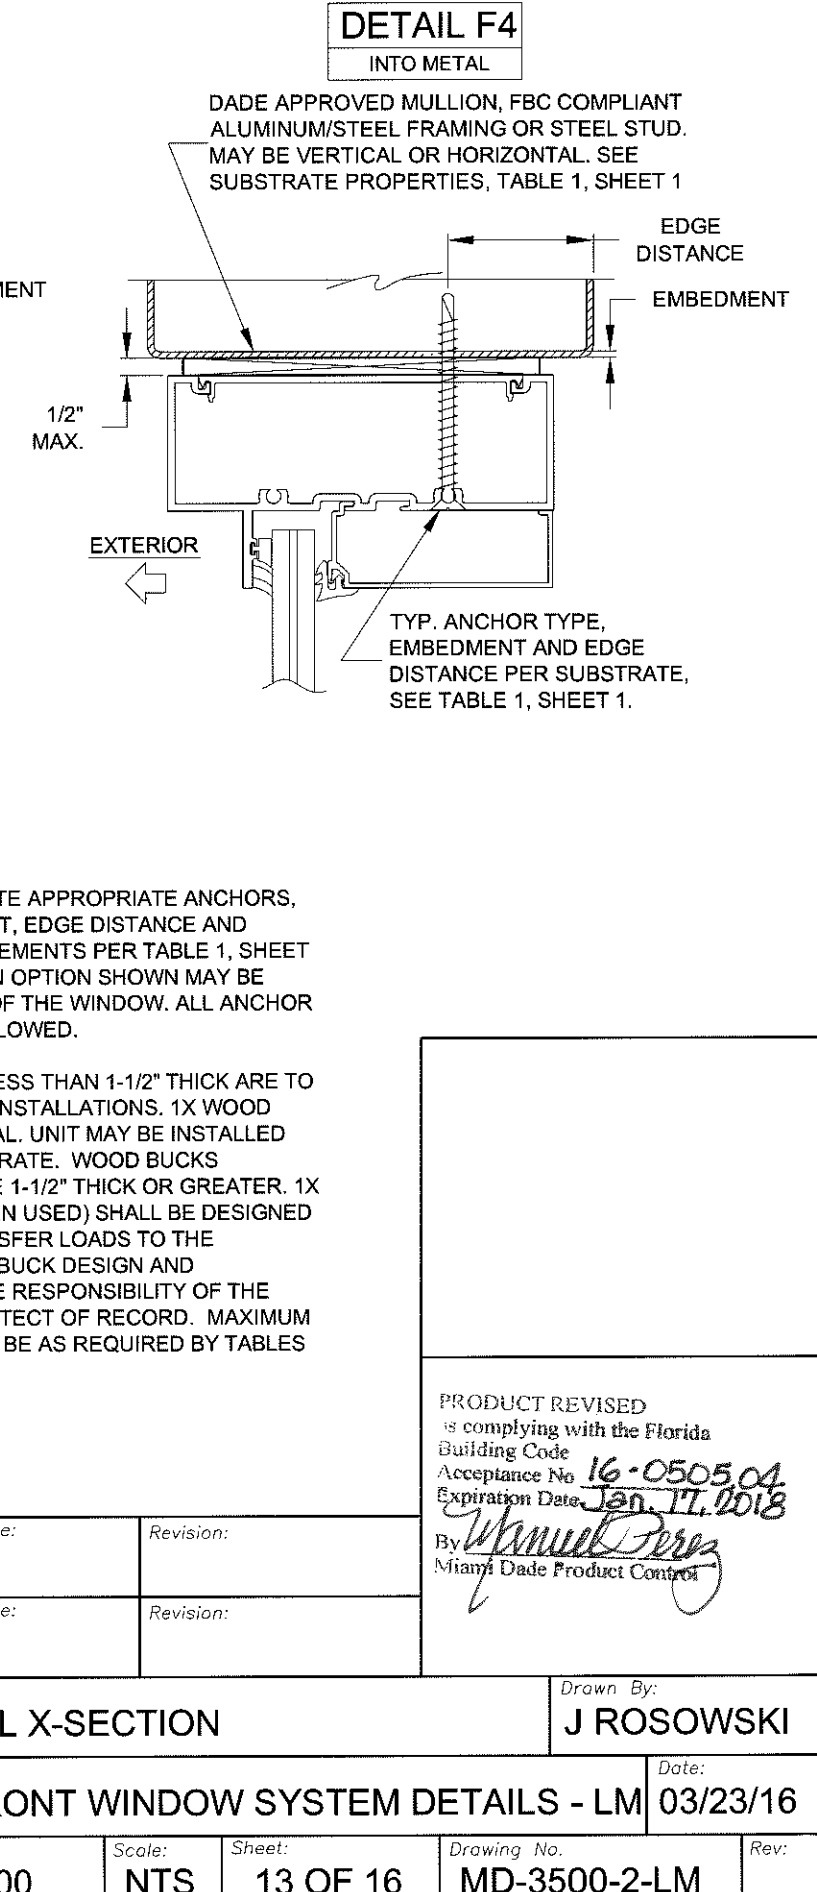 DETAIL F4
INTO METAL
DADE APPROVED MULLION, FBC COMPLIANT
ALUMINUM/STEEL FRAMING OR STEEL STUD.
MAY BE VERTICAL OR HORIZONTAL. SEE
SUBSTRATE PROPERTIES, TABLE 1, SHEET 1
EDGE
DISTANCE
MENT
EMBEDMENT
1/2"
MAX.
EXTERIOR
TYP. ANCHOR TYPE,
EMBEDMENT AND EDGE
DISTANCE PER SUBSTRATE,
SEE TABLE 1, SHEET 1.
TE APPROPRIATE ANCHORS,
T, EDGE DISTANCE AND
EMENTS PER TABLE 1, SHEET
N OPTION SHOWN MAY BE
OF THE WINDOW. ALL ANCHOR
LOWED.
ESS THAN 1-1/2" THICK ARE TO
NSTALLATIONS. 1X WOOD
AL. UNIT MAY BE INSTALLED
RATE. WOOD BUCKS
E 1-1/2" THICK OR GREATER. 1X
N USED) SHALL BE DESIGNED
SFER LOADS TO THE
BUCK DESIGN AND
E RESPONSIBILITY OF THE
TECT OF RECORD. MAXIMUM
BE AS REQUIRED BY TABLES
PRODUCT REVISED
as complying with the Florida
Building Code
Acceptance No 16-0505.04
Expiration Date Jan. 17, 2018
By Manuel Perez
Miami Dade Product Control
e:
Revision:
e:
Revision:
L X-SECTION
Drawn By:
J ROSOWSKI
RONT WINDOW SYSTEM DETAILS - LM
Date:
03/23/16
00
Scale:
NTS
Sheet:
13 OF 16
Drawing No.
MD-3500-2-LM
Rev: